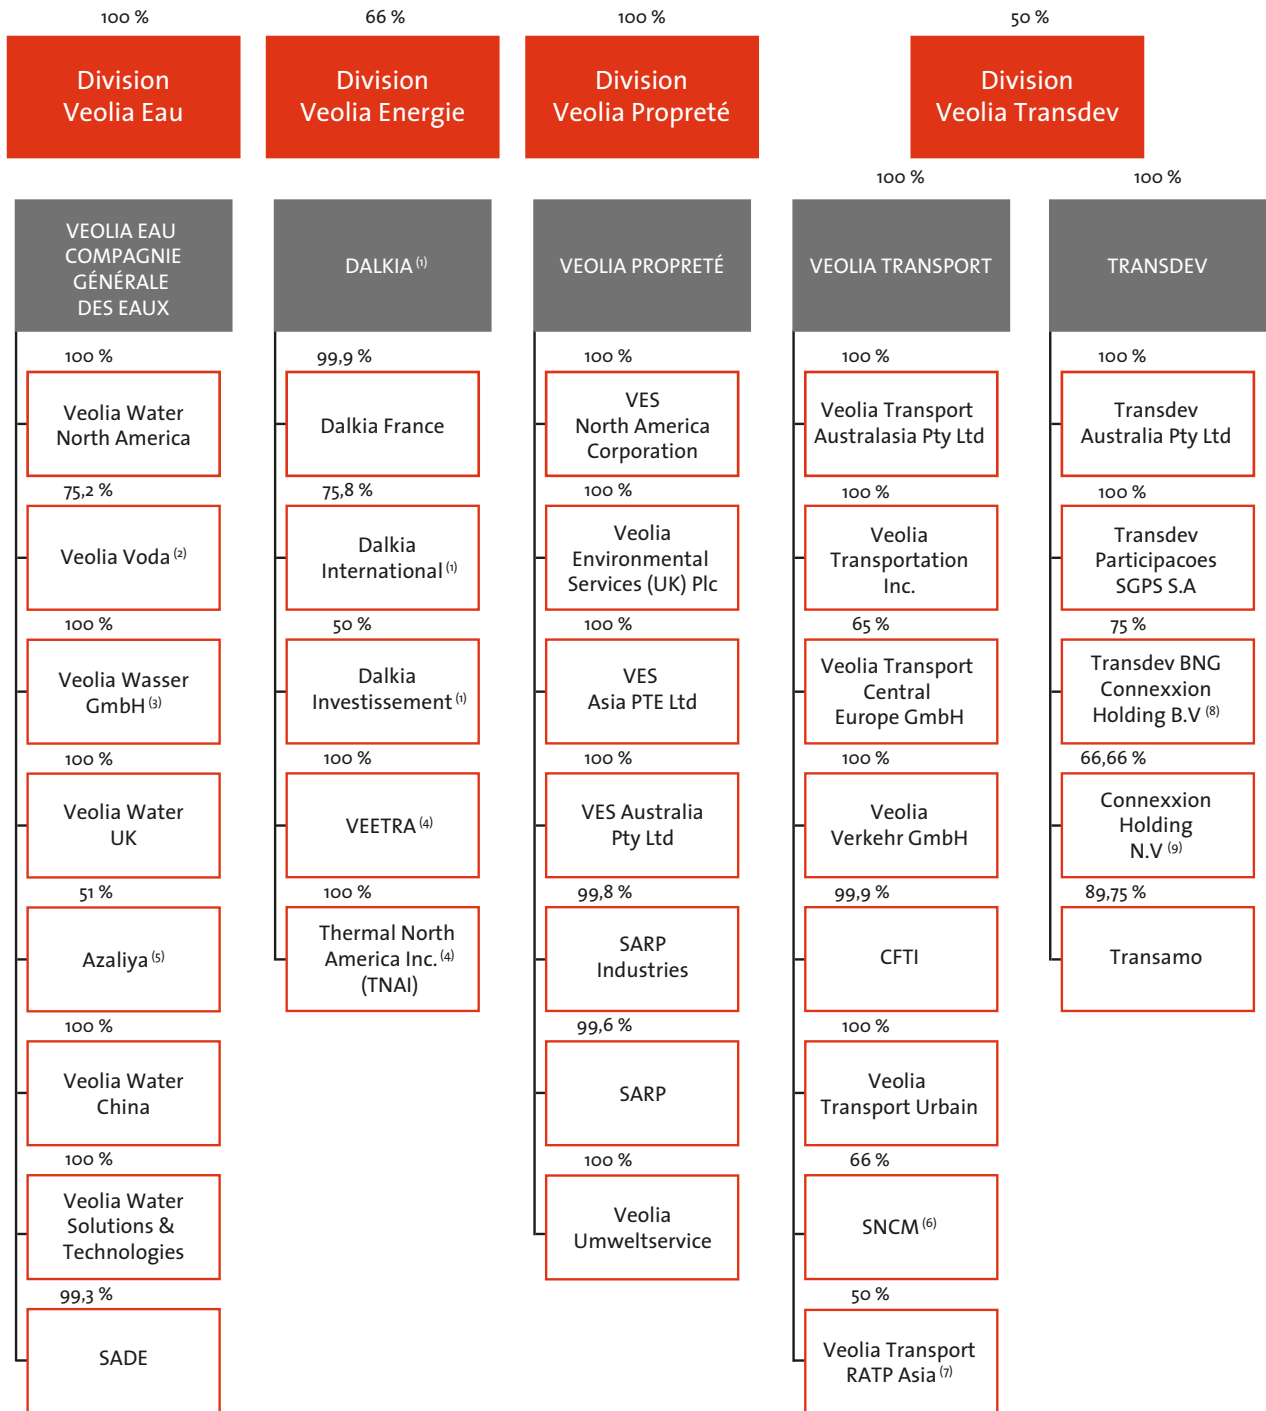 100 %
Division
Veolia Eau
66 %
Division
Veolia Energie
100 %
Division
Veolia Propreté
50 %
Division
Veolia Transdev
VEOLIA EAU
COMPAGNIE
GÉNÉRALE
DES EAUX
100 %
Veolia Water
North America
75,2 %
Veolia Voda (2)
100 %
Veolia Wasser
GmbH (3)
100 %
Veolia Water
UK
51 %
Azaliya (5)
100 %
Veolia Water
China
100 %
Veolia Water
Solutions &
Technologies
99,3 %
SADE
DALKIA (1)
99,9 %
Dalkia France
75,8 %
Dalkia
International (1)
50 %
Dalkia
Investissement (1)
100 %
VEETRA (4)
100 %
Thermal North
America Inc. (4)
(TNAI)
VEOLIA PROPRETÉ
100 %
VES
North America
Corporation
100 %
Veolia
Environmental
Services (UK) Plc
100 %
VES
Asia PTE Ltd
100 %
VES Australia
Pty Ltd
99,8 %
SARP
Industries
99,6 %
SARP
100 %
Veolia
Umweltservice
100 %
VEOLIA TRANSPORT
100 %
Veolia Transport
Australasia Pty Ltd
100 %
Veolia
Transportation
Inc.
65 %
Veolia Transport
Central
Europe GmbH
100 %
Veolia
Verkehr GmbH
99,9 %
CFTI
100 %
Veolia
Transport Urbain
66 %
SNCM (6)
50 %
Veolia Transport
RATP Asia (7)
100 %
TRANSDEV
100 %
Transdev
Australia Pty Ltd
100 %
Transdev
Participacoes
SGPS S.A
75 %
Transdev BNG
Connexxion
Holding B.V (8)
66,66 %
Connexxion
Holding
N.V (9)
89,75 %
Transamo